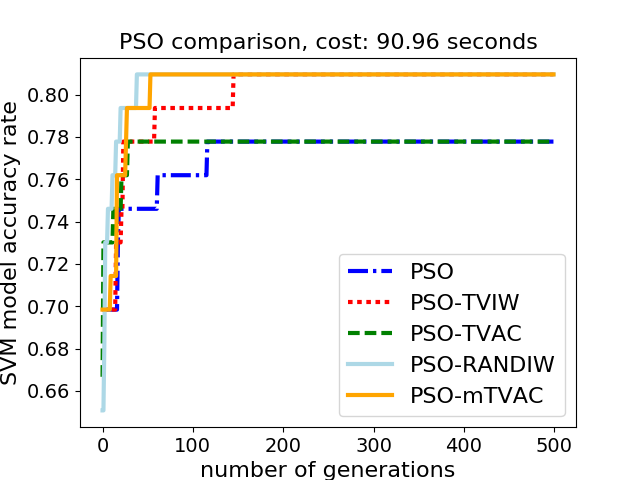 PSO comparison, cost: 90.96 seconds
SVM model accuracy rate
0.80
0.78
0.76
0.74
0.72
0.70
0.68
0.66
PSO
PSO-TVIW
PSO-TVAC
PSO-RANDIW
PSO-mTVAC
0 100 200 300 400 500
number of generations